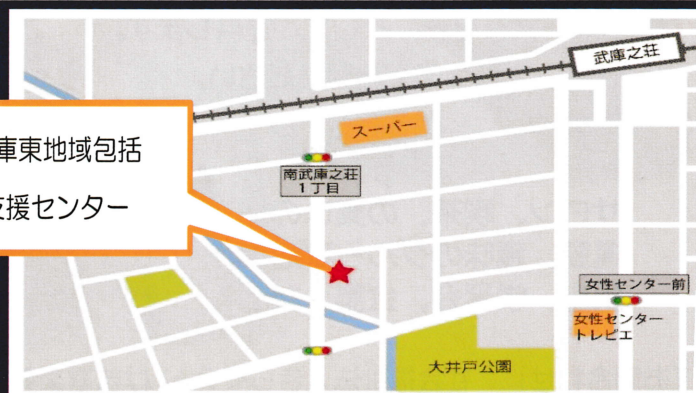 武庫之荘
庫東地域包括
支援センター
スーパー
南武庫之荘
1丁目
女性センター前
女性センター
トレピエ
大井戸公園